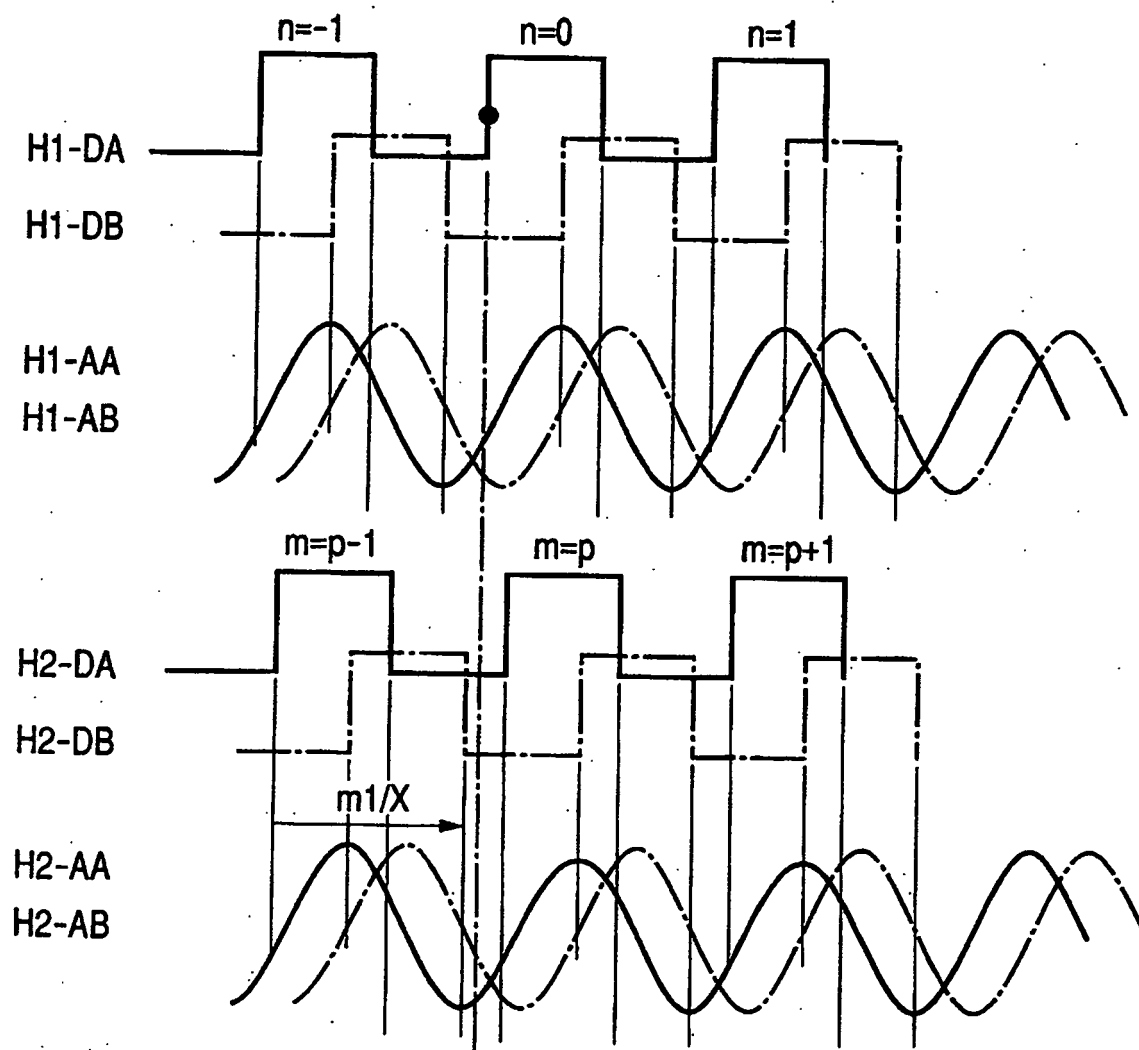 n=-1 n=0 n=1
H1-DA
H1-DB
H1-AA
H1-AB
m=p-1 m=p m=p+1
H2-DA
H2-DB
m1/X
H2-AA
H2-AB